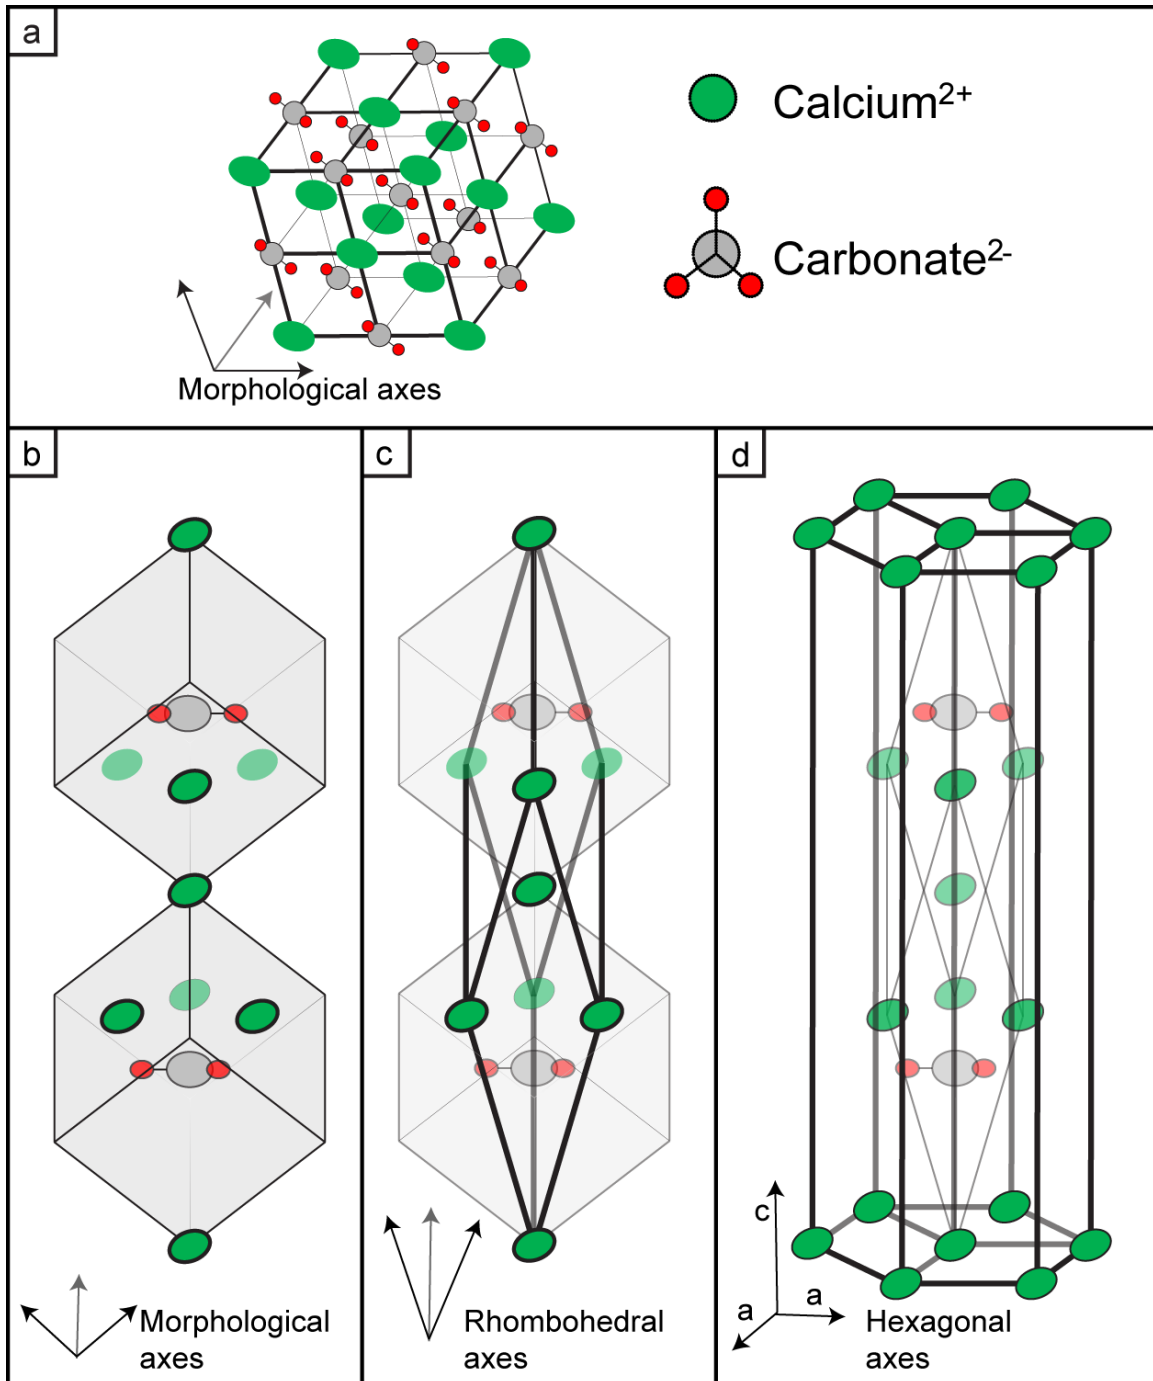 a
Calcium²⁺
Carbonate²⁻
Morphological axes
b
c
d
Morphological
axes
Rhombohedral
axes
c
a
a
Hexagonal
axes